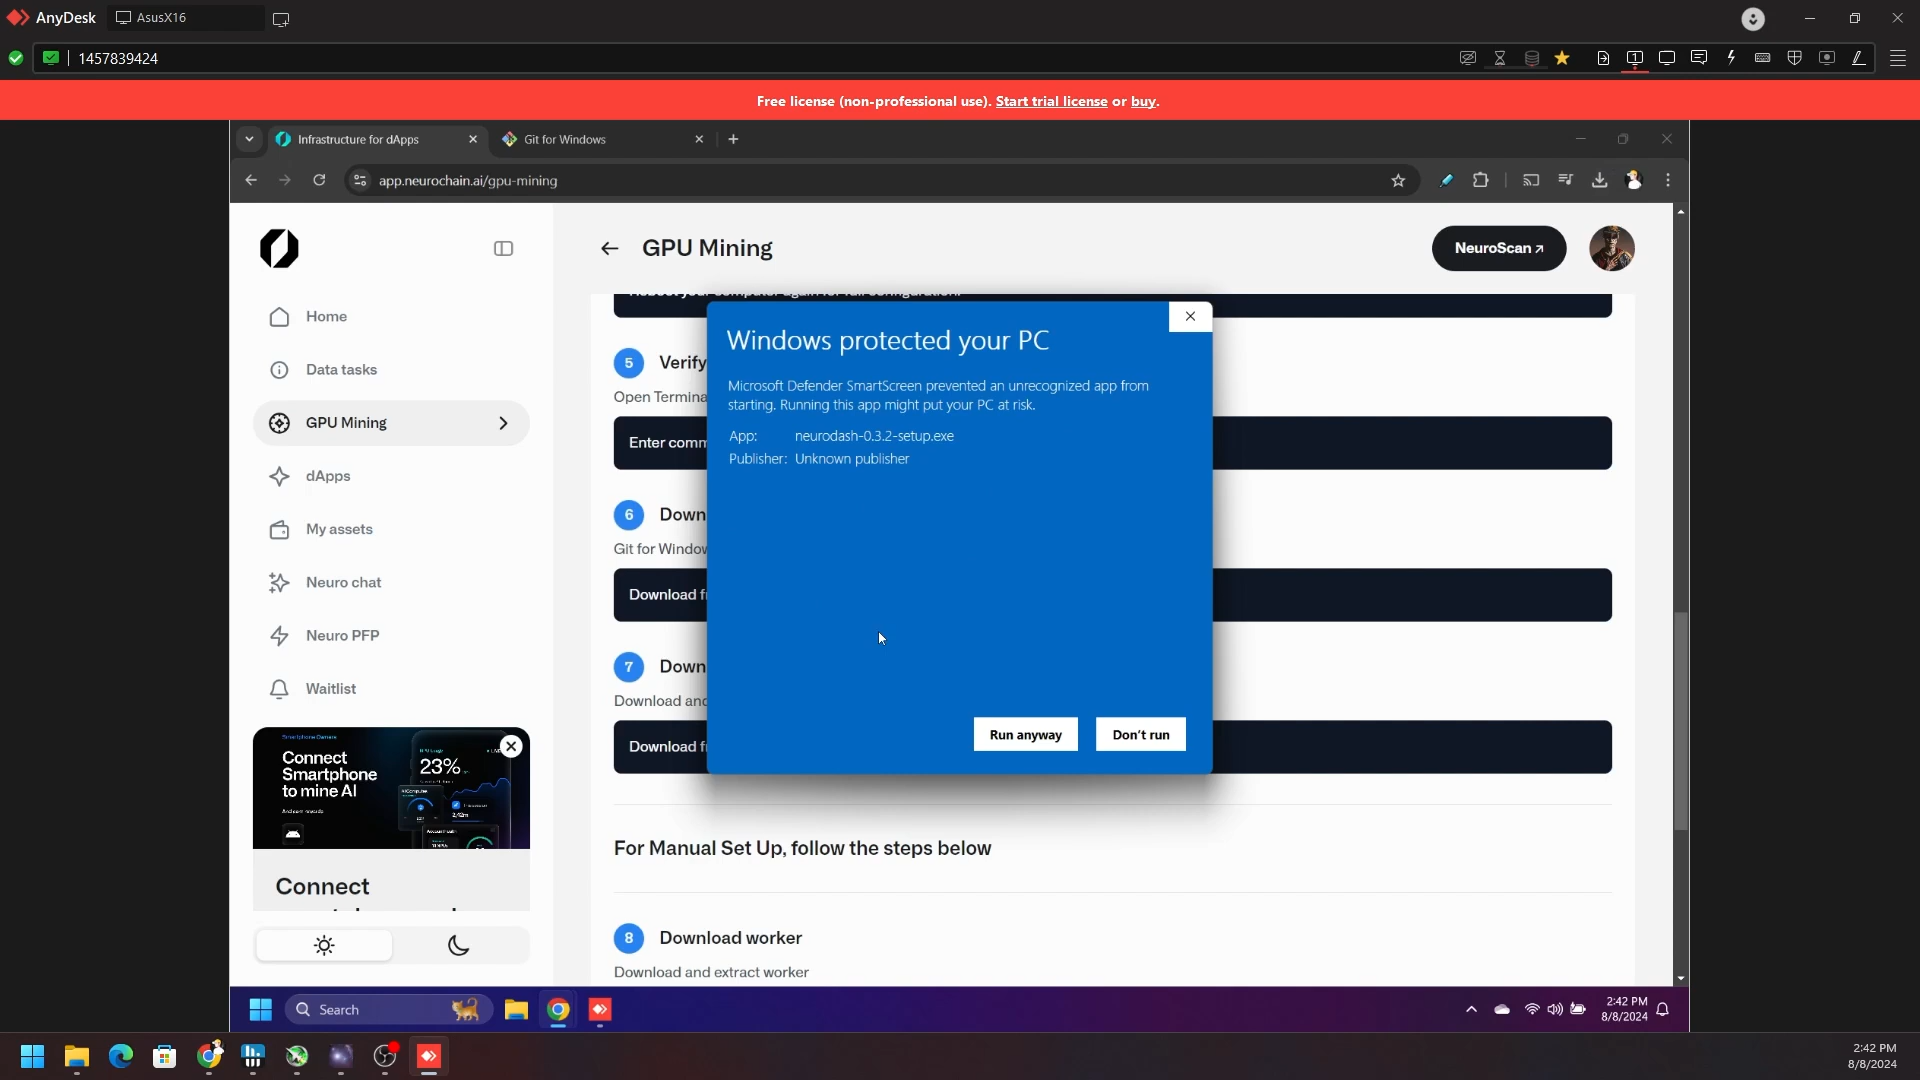 AnyDesk
AsusX16
1457839424
Free license (non-professional use). Start trial license or buy.
Infrastructure for dApps
Git for Windows
app.neurochain.ai/gpu-mining
GPU Mining
NeuroScan
Home
Data tasks
GPU Mining
dApps
My assets
Neuro chat
Neuro PFP
Waitlist
Connect
Smartphone
to mine AI
23%
Connect
5
Verify
Open Termina
Enter comm
6
Down
Git for Window
Download f
7
Down
Download and
Download f
Windows protected your PC
Microsoft Defender SmartScreen prevented an unrecognized app from
starting. Running this app might put your PC at risk.
App: neurodash-0.3.2-setup.exe
Publisher: Unknown publisher
Run anyway
Don't run
For Manual Set Up, follow the steps below
8
Download worker
Download and extract worker
Search
2:42 PM
8/8/2024
2:42 PM
8/8/2024